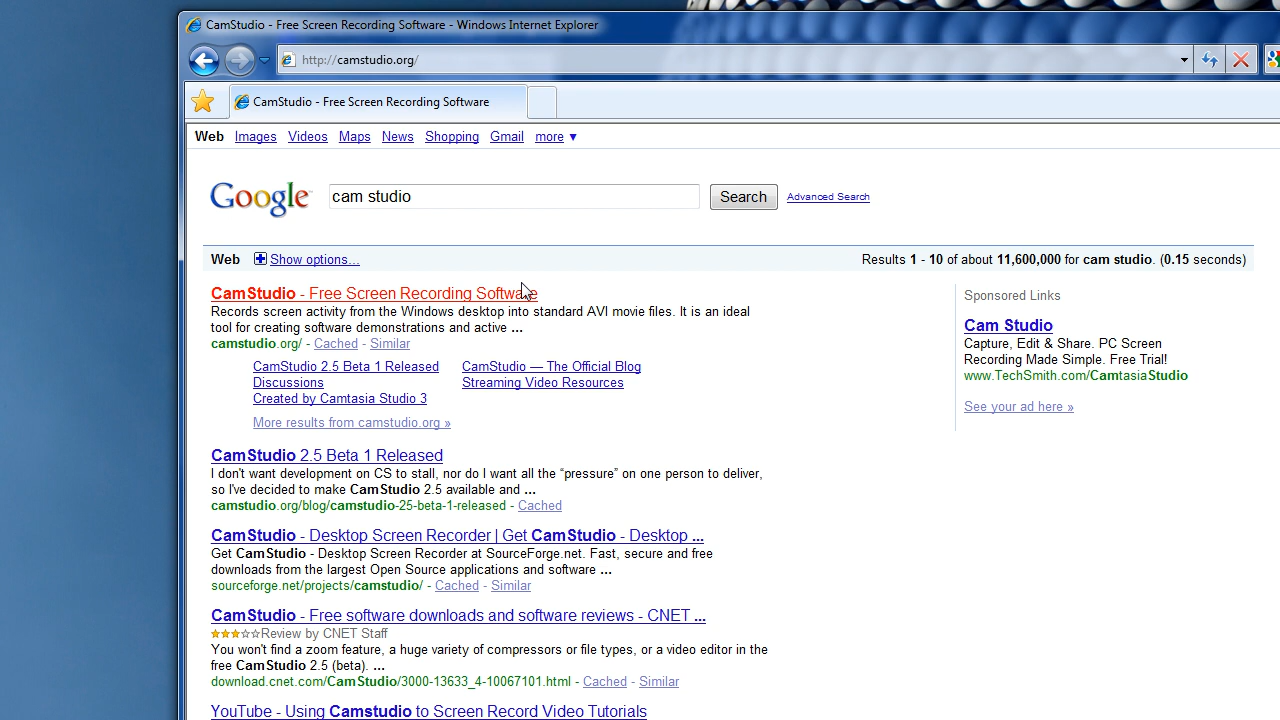 CamStudio - Free Screen Recording Software - Windows Internet Explorer
http://camstudio.org/
CamStudio - Free Screen Recording Software
Web Images Videos Maps News Shopping Gmail more ▼
Google cam studio Search Advanced Search
Web Show options... Results 1 - 10 of about 11,600,000 for cam studio. (0.15 seconds)
CamStudio - Free Screen Recording Software
Records screen activity from the Windows desktop into standard AVI movie files. It is an ideal
tool for creating software demonstrations and active ...
camstudio.org/ - Cached - Similar
CamStudio 2.5 Beta 1 Released
Discussions
Created by Camtasia Studio 3
CamStudio — The Official Blog
Streaming Video Resources
More results from camstudio.org »
CamStudio 2.5 Beta 1 Released
I don't want development on CS to stall, nor do I want all the “pressure” on one person to deliver,
so I've decided to make CamStudio 2.5 available and ...
camstudio.org/blog/camstudio-25-beta-1-released - Cached
CamStudio - Desktop Screen Recorder | Get CamStudio - Desktop ...
Get CamStudio - Desktop Screen Recorder at SourceForge.net. Fast, secure and free
downloads from the largest Open Source applications and software ...
sourceforge.net/projects/camstudio/ - Cached - Similar
CamStudio - Free software downloads and software reviews - CNET ...
Review by CNET Staff
You won't find a zoom feature, a huge variety of compressors or file types, or a video editor in the
free CamStudio 2.5 (beta). ...
download.cnet.com/CamStudio/3000-13633_4-10067101.html - Cached - Similar
YouTube - Using Camstudio to Screen Record Video Tutorials
Sponsored Links
Cam Studio
Capture, Edit & Share. PC Screen
Recording Made Simple. Free Trial!
www.TechSmith.com/CamtasiaStudio
See your ad here »